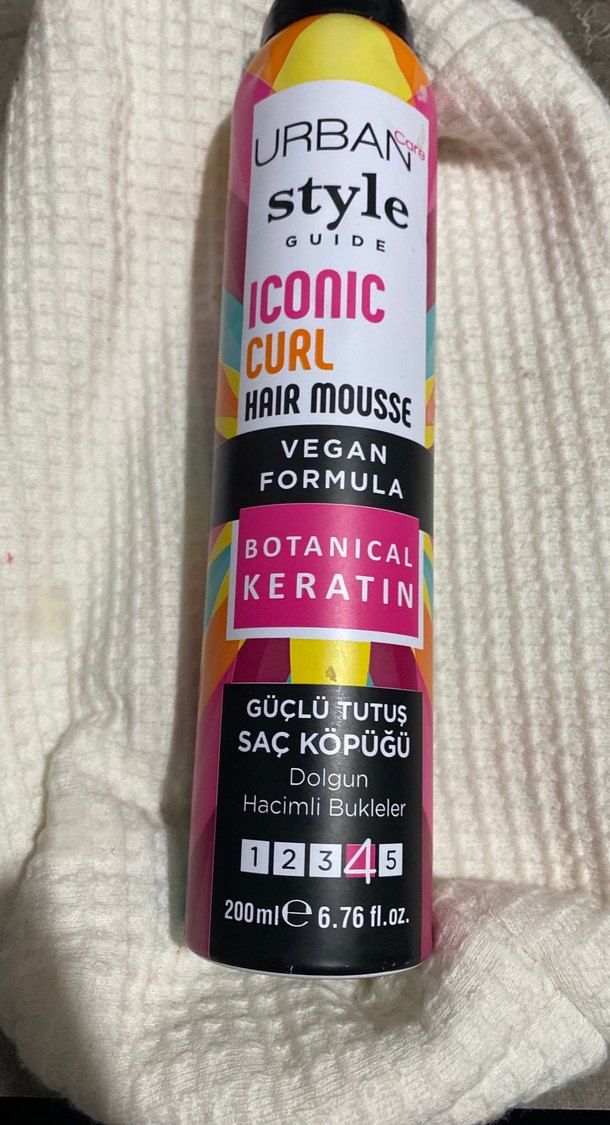 URBAN Care
style
GUIDE
ICONIC
CURL
HAIR MOUSSE
VEGAN
FORMULA
BOTANICAL
KERATIN
GÜÇLÜ TUTUŞ
SAÇ KÖPÜĞÜ
Dolgun
Hacimli Bukleler
1 2 3 4 5
200ml ℮ 6.76 fl.oz.